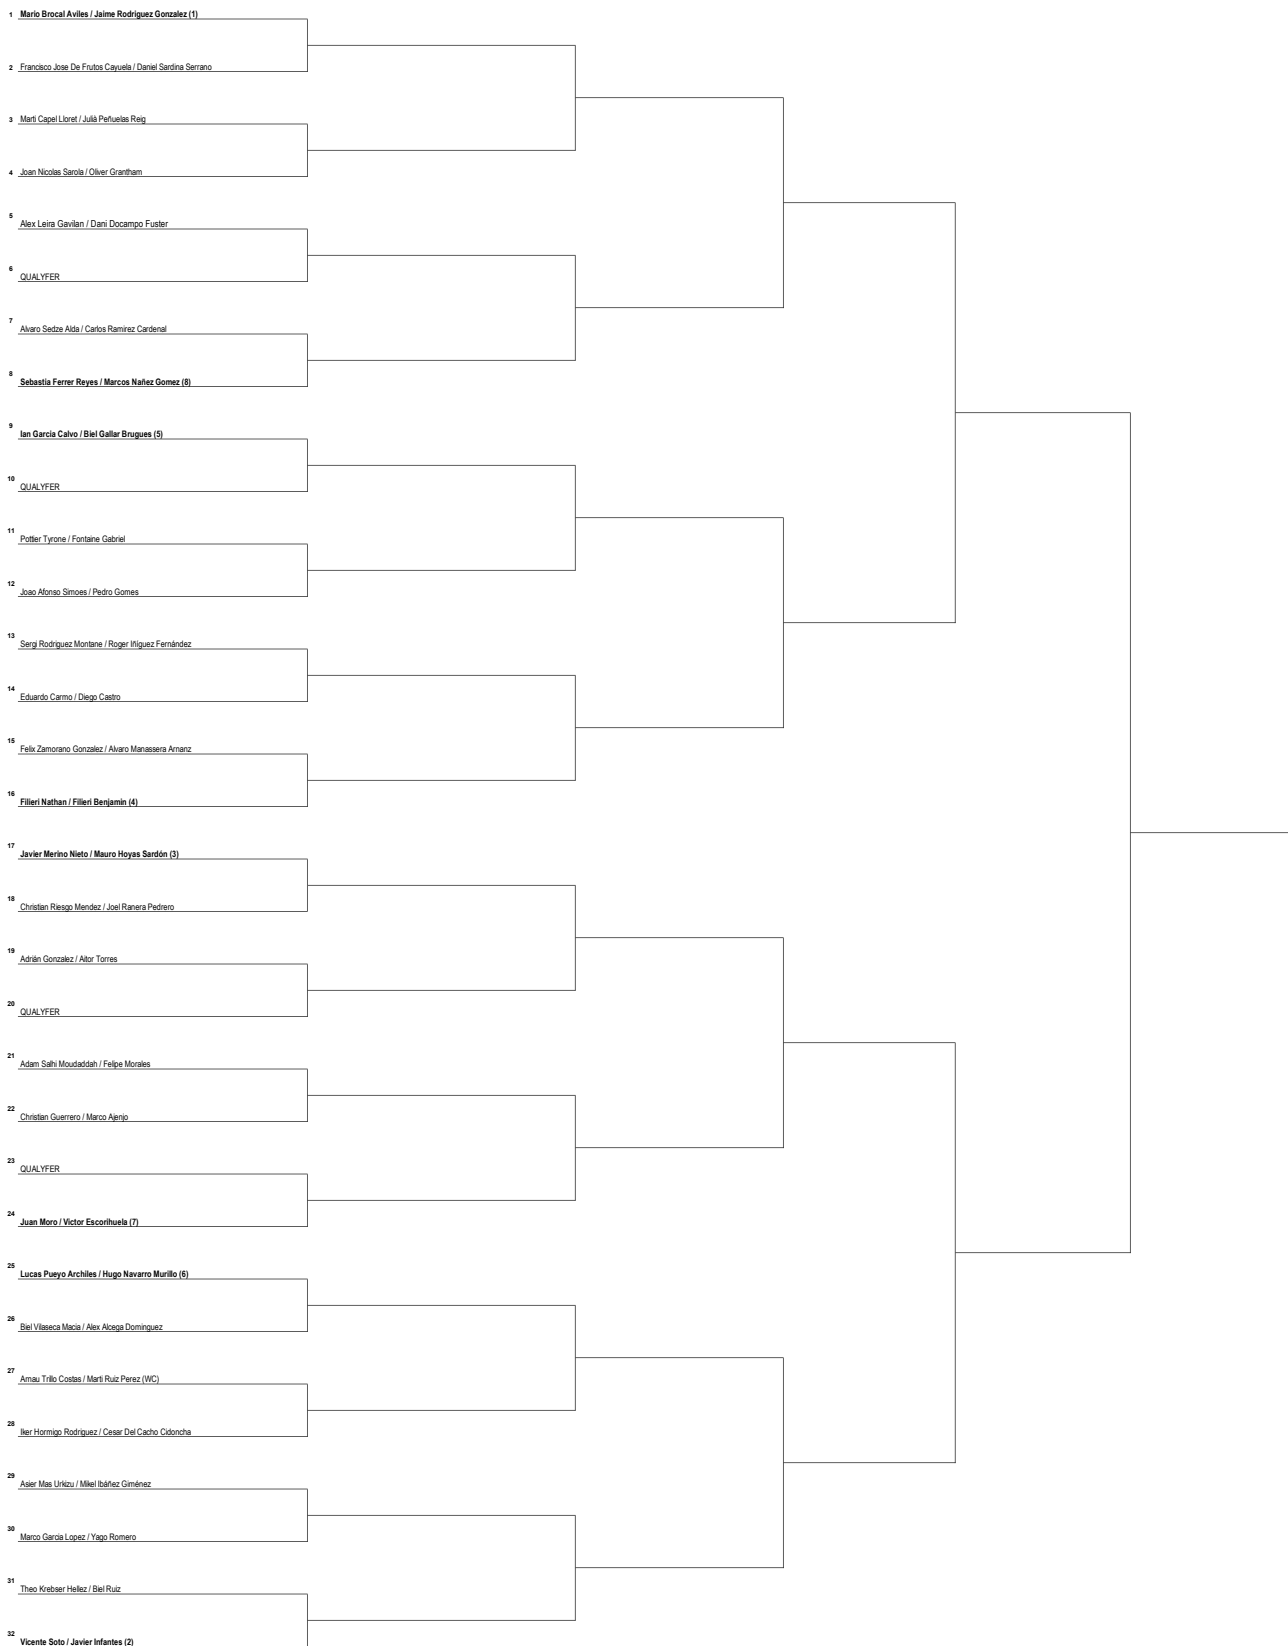 1 Mario Brocal Aviles / Jaime Rodriguez Gonzalez (1)
2 Francisco Jose De Frutos Cayuela / Daniel Sardina Serrano
3 Marti Capel Lloret / Julià Peñuelas Reig
4 Joan Nicolas Sarola / Oliver Grantham
5 Alex Leira Gavilan / Dani Docampo Fuster
6 QUALYFER
7 Alvaro Sedze Alda / Carlos Ramirez Cardenal
8 Sebastia Ferrer Reyes / Marcos Nañez Gomez (8)
9 Ian Garcia Calvo / Biel Gallar Brugues (5)
10 QUALYFER
11 Pottier Tyrone / Fontaine Gabriel
12 Joao Afonso Simoes / Pedro Gomes
13 Sergi Rodriguez Montane / Roger Iñiguez Fernández
14 Eduardo Carmo / Diego Castro
15 Felix Zamorano Gonzalez / Alvaro Manassera Arnanz
16 Filieri Nathan / Filieri Benjamin (4)
17 Javier Merino Nieto / Mauro Hoyas Sardón (3)
18 Christian Riesgo Mendez / Joel Ranera Pedrero
19 Adrián Gonzalez / Aitor Torres
20 QUALYFER
21 Adam Salhi Moudaddah / Felipe Morales
22 Christian Guerrero / Marco Ajenjo
23 QUALYFER
24 Juan Moro / Victor Escorihuela (7)
25 Lucas Pueyo Archiles / Hugo Navarro Murillo (6)
26 Biel Vilaseca Macia / Alex Alcega Dominguez
27 Arnau Trillo Costas / Marti Ruiz Perez (WC)
28 Iker Hormigo Rodriguez / Cesar Del Cacho Cidoncha
29 Asier Mas Urkizu / Mikel Ibáñez Giménez
30 Marco Garcia Lopez / Yago Romero
31 Theo Krebser Hellez / Biel Ruiz
32 Vicente Soto / Javier Infantes (2)